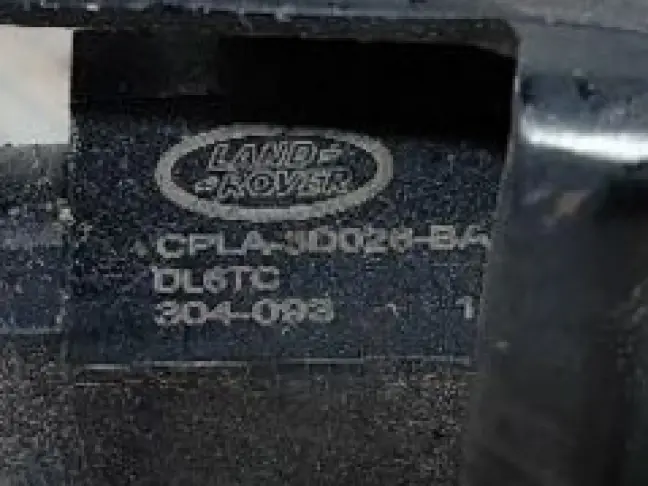 LAND
ROVER
CPLA-3D026-BA
DL6TC
304-093 1